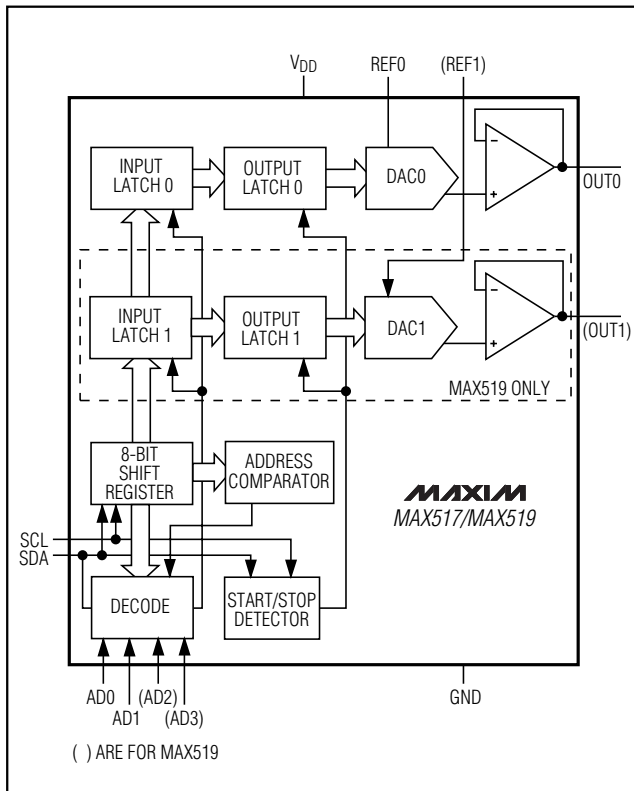 VDD
REF0
(REF1)
INPUT
LATCH 0
OUTPUT
LATCH 0
DAC0
OUT0
INPUT
LATCH 1
OUTPUT
LATCH 1
DAC1
(OUT1)
MAX519 ONLY
8-BIT
SHIFT
REGISTER
ADDRESS
COMPARATOR
MAXIM
MAX517/MAX519
SCL
SDA
DECODE
START/STOP
DETECTOR
AD0
AD1
(AD2)
(AD3)
GND
( ) ARE FOR MAX519